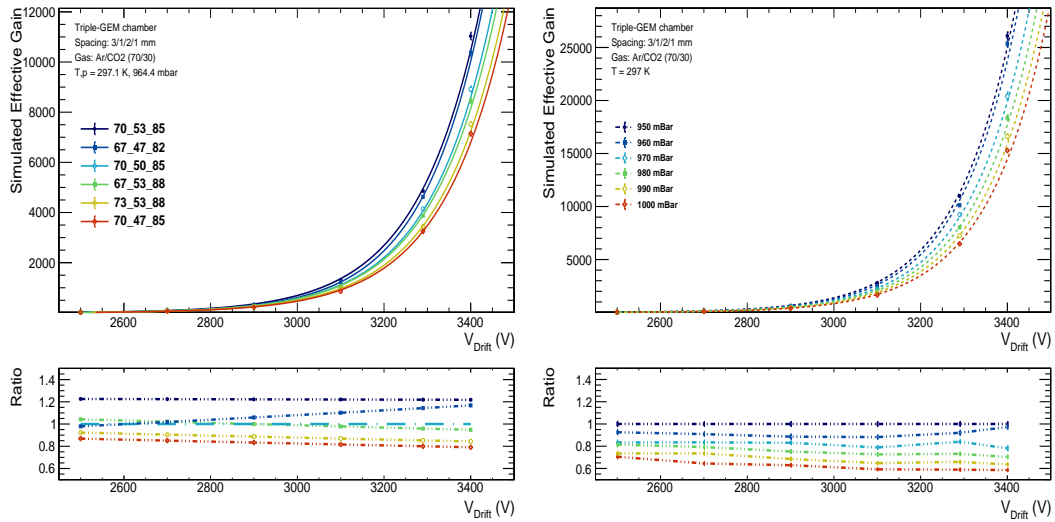 Simulated Effective Gain
12000
10000
8000
6000
4000
2000
Triple-GEM chamber
Spacing: 3/1/2/1 mm
Gas: Ar/CO2 (70/30)
T,p = 297.1 K, 964.4 mbar
70_53_85
67_47_82
70_50_85
67_53_88
73_53_88
70_47_85
2600 2800 3000 3200 3400
V_Drift (V)
Ratio
1.4
1.2
1
0.8
0.6
2600 2800 3000 3200 3400
V_Drift (V)
Simulated Effective Gain
25000
20000
15000
10000
5000
Triple-GEM chamber
Spacing: 3/1/2/1 mm
Gas: Ar/CO2 (70/30)
T = 297 K
950 mBar
960 mBar
970 mBar
980 mBar
990 mBar
1000 mBar
2600 2800 3000 3200 3400
V_Drift (V)
Ratio
1.4
1.2
1
0.8
0.6
2600 2800 3000 3200 3400
V_Drift (V)